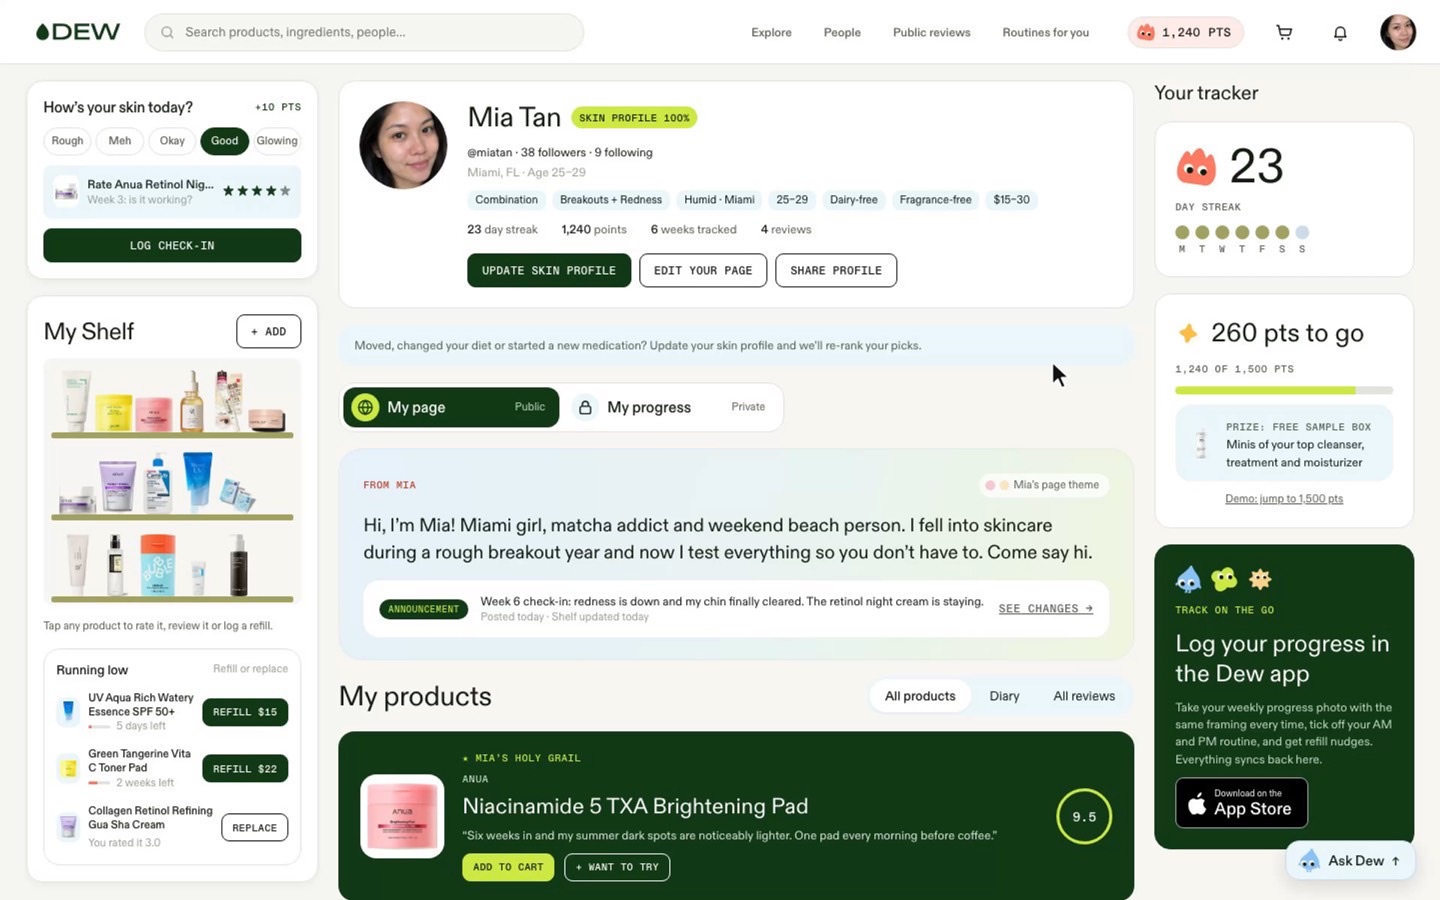 DEW
Search products, ingredients, people...
Explore
People
Public reviews
Routines for you
1,240 PTS
How's your skin today?
+10 PTS
Rough
Meh
Okay
Good
Glowing
Rate Anua Retinol Nig...
Week 3: is it working?
LOG CHECK-IN
My Shelf
+ ADD
Tap any product to rate it, review it or log a refill.
Running low
Refill or replace
UV Aqua Rich Watery
Essence SPF 50+
5 days left
REFILL $15
Green Tangerine Vita
C Toner Pad
2 weeks left
REFILL $22
Collagen Retinol Refining
Gua Sha Cream
You rated it 3.0
REPLACE
Mia Tan
SKIN PROFILE 100%
@miatan · 38 followers · 9 following
Miami, FL · Age 25–29
Combination
Breakouts + Redness
Humid · Miami
25–29
Dairy-free
Fragrance-free
$15–30
23 day streak
1,240 points
6 weeks tracked
4 reviews
UPDATE SKIN PROFILE
EDIT YOUR PAGE
SHARE PROFILE
Moved, changed your diet or started a new medication? Update your skin profile and we'll re-rank your picks.
My page
Public
My progress
Private
FROM MIA
Mia's page theme
Hi, I'm Mia! Miami girl, matcha addict and weekend beach person. I fell into skincare
during a rough breakout year and now I test everything so you don't have to. Come say hi.
ANNOUNCEMENT
Week 6 check-in: redness is down and my chin finally cleared. The retinol night cream is staying.
Posted today · Shelf updated today
SEE CHANGES →
My products
All products
Diary
All reviews
★ MIA'S HOLY GRAIL
ANUA
Niacinamide 5 TXA Brightening Pad
"Six weeks in and my summer dark spots are noticeably lighter. One pad every morning before coffee."
ADD TO CART
+ WANT TO TRY
9.5
Your tracker
23
DAY STREAK
M T W T F S S
260 pts to go
1,240 OF 1,500 PTS
PRIZE: FREE SAMPLE BOX
Minis of your top cleanser,
treatment and moisturizer
Demo: jump to 1,500 pts
TRACK ON THE GO
Log your progress in
the Dew app
Take your weekly progress photo with the
same framing every time, tick off your AM
and PM routine, and get refill nudges.
Everything syncs back here.
Download on the
App Store
Ask Dew ↑